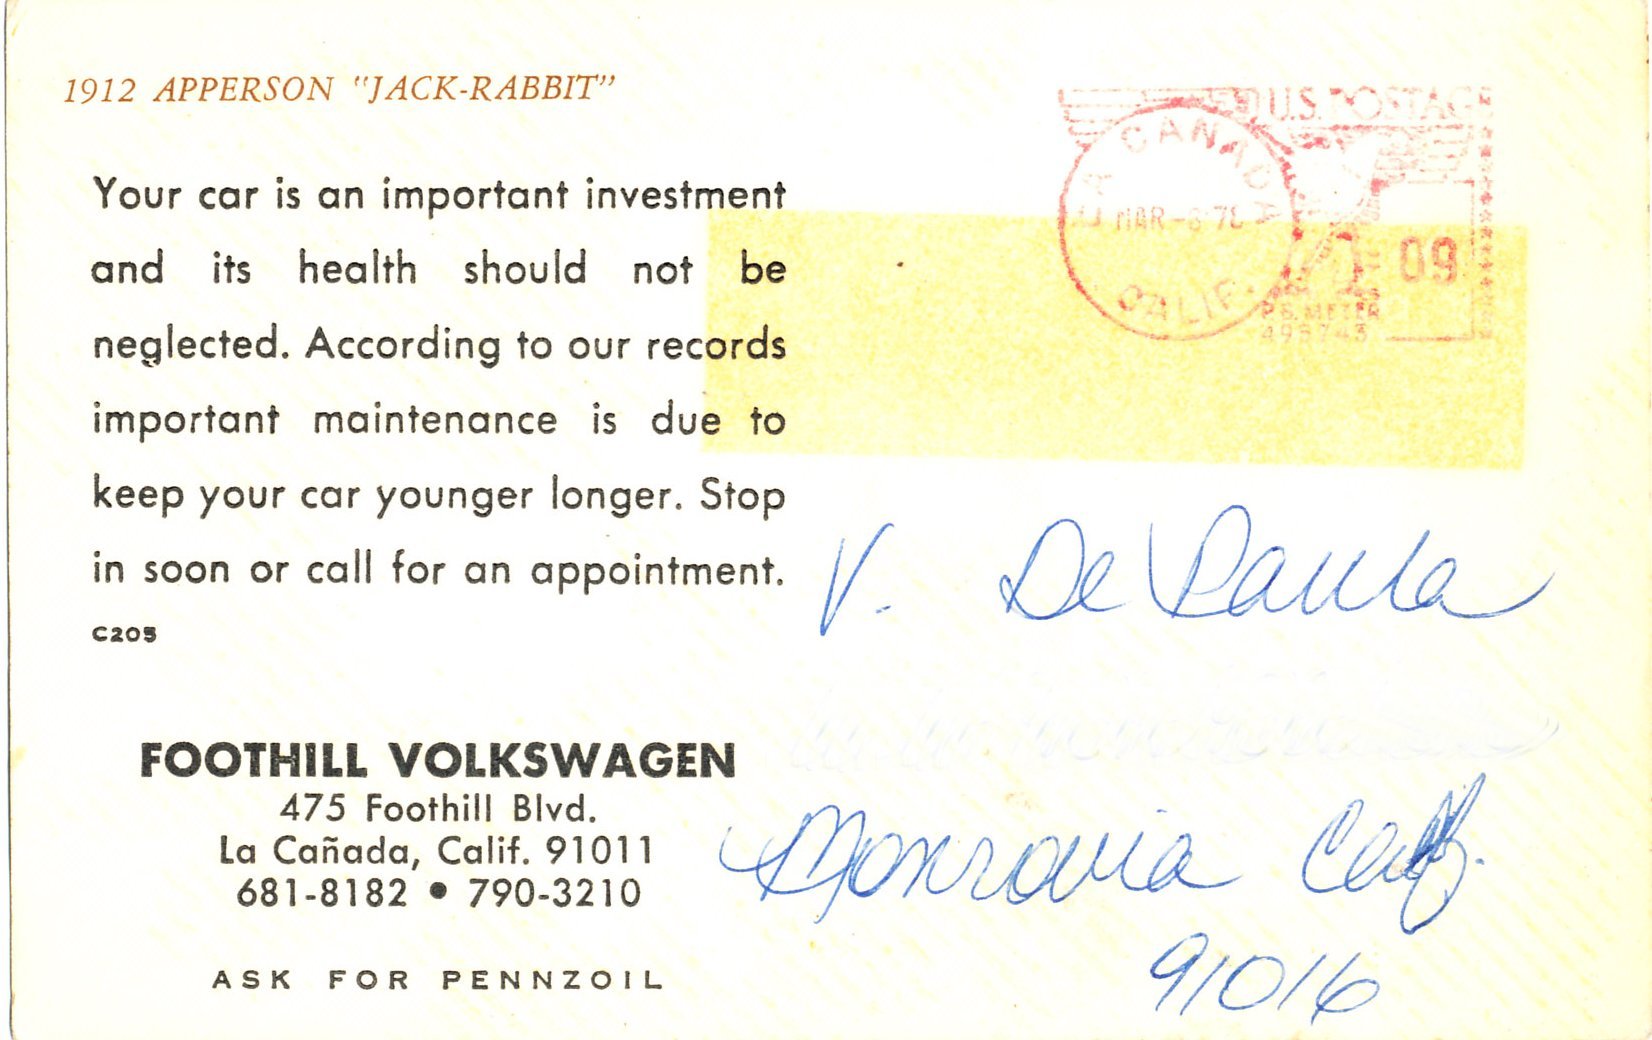 1912 APPERSON "JACK-RABBIT"
Your car is an important investment
and its health should not be
neglected. According to our records
important maintenance is due to
keep your car younger longer. Stop
in soon or call for an appointment.
C205
FOOTHILL VOLKSWAGEN
475 Foothill Blvd.
La Cañada, Calif. 91011
681-8182 • 790-3210
ASK FOR PENNZOIL
U.S. POSTAGE
LA CANADA
MAR -6 78
CALIF.
09
P.B. METER
V. De Paula
Monrovia Calif.
91016